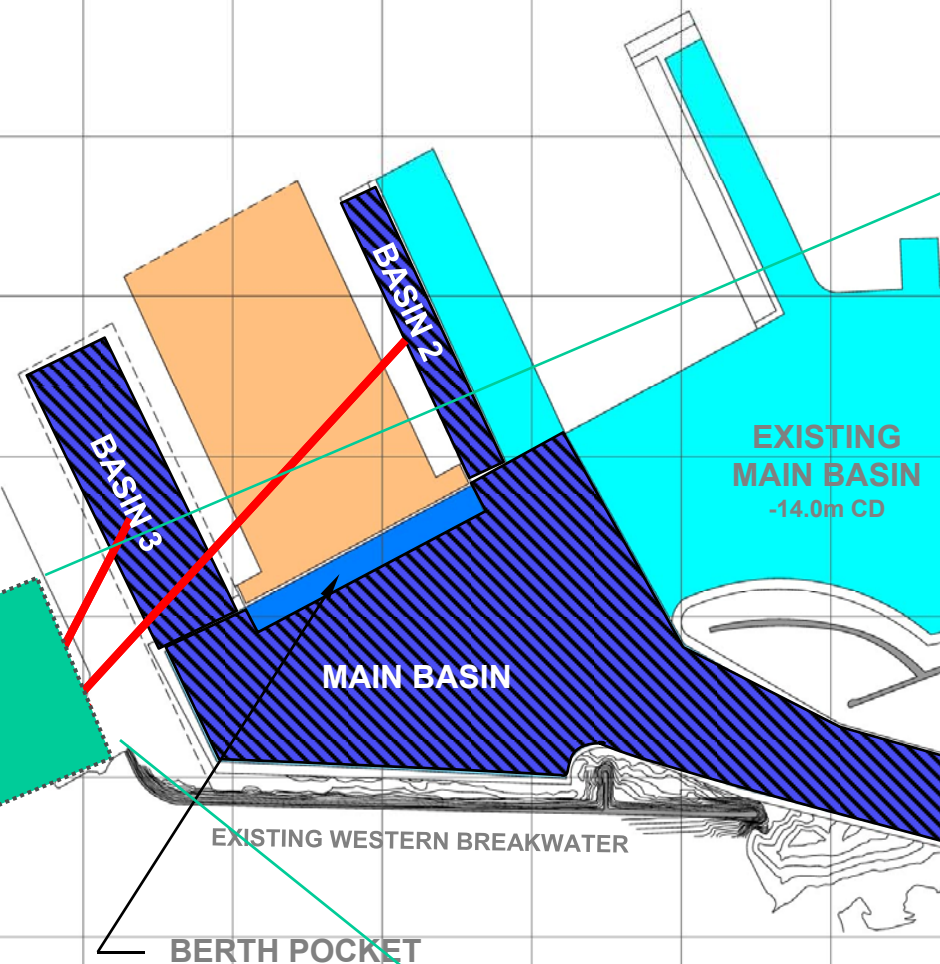 BASIN 2
EXISTING
MAIN BASIN
-14.0m CD
BASIN 3
MAIN BASIN
EXISTING WESTERN BREAKWATER
BERTH POCKET